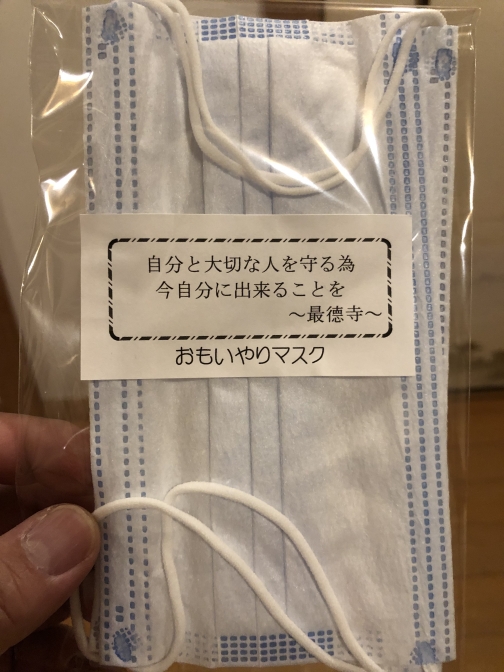 自分と大切な人を守る為
今自分に出来ることを
～最德寺～
おもいやりマスク